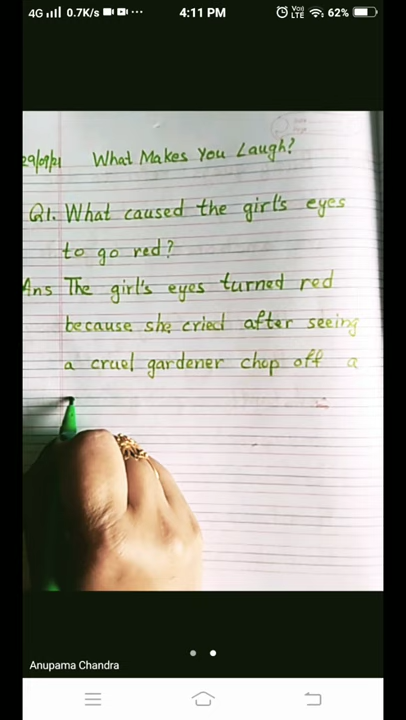 4G 0.7K/s ... 4:11 PM VoI LTE 62%
29/09/21 What Makes You Laugh?
Q1. What caused the girl's eyes
to go red?
Ans The girl's eyes turned red
because she cried after seeing
a cruel gardener chop off a
Anupama Chandra